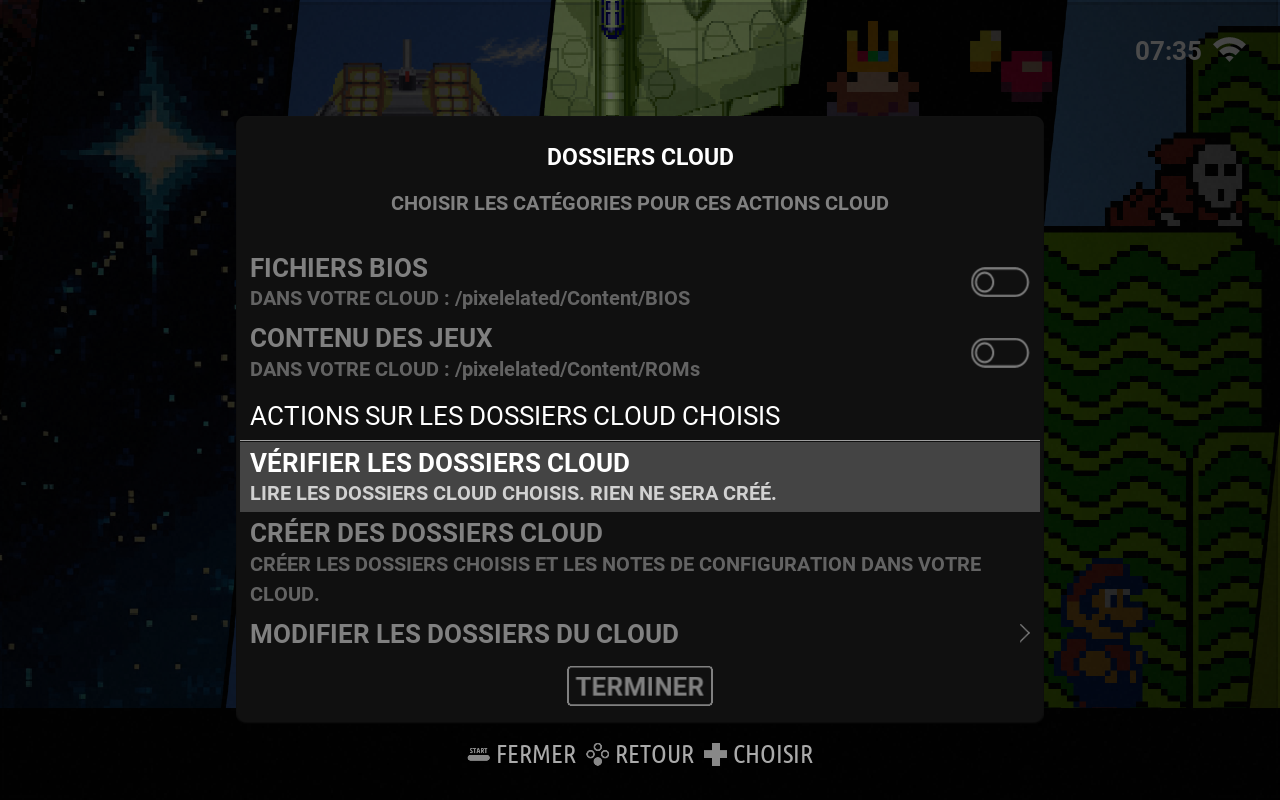 07:35
DOSSIERS CLOUD
CHOISIR LES CATÉGORIES POUR CES ACTIONS CLOUD
FICHIERS BIOS
DANS VOTRE CLOUD : /pixelelated/Content/BIOS
CONTENU DES JEUX
DANS VOTRE CLOUD : /pixelelated/Content/ROMs
ACTIONS SUR LES DOSSIERS CLOUD CHOISIS
VÉRIFIER LES DOSSIERS CLOUD
LIRE LES DOSSIERS CLOUD CHOISIS. RIEN NE SERA CRÉÉ.
CRÉER DES DOSSIERS CLOUD
CRÉER LES DOSSIERS CHOISIS ET LES NOTES DE CONFIGURATION DANS VOTRE
CLOUD.
MODIFIER LES DOSSIERS DU CLOUD
TERMINER
START FERMER RETOUR CHOISIR